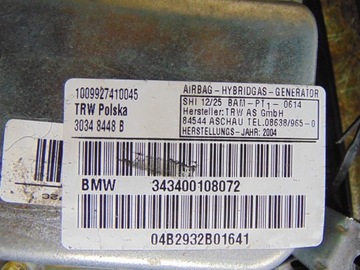 1009927410045
TRW Polska
3034 8448 B
AIRBAG - HYBRIDGAS - GENERATOR
SHI 12/25 BAM-PT1-0614
Hersteller:TRW AS GmbH
84544 ASCHAU TEL.08638/965-0
HERSTELLUNGS-JAHR: 2004
BMW 343400108072
04B2932B01641